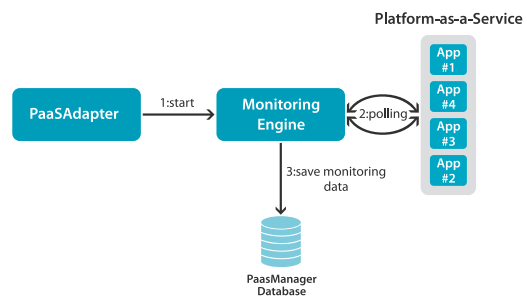 Platform-as-a-Service
App
#1
App
#4
App
#3
App
#2
PaaSAdapter
1:start
Monitoring
Engine
2:polling
3:save monitoring
data
PaasManager
Database